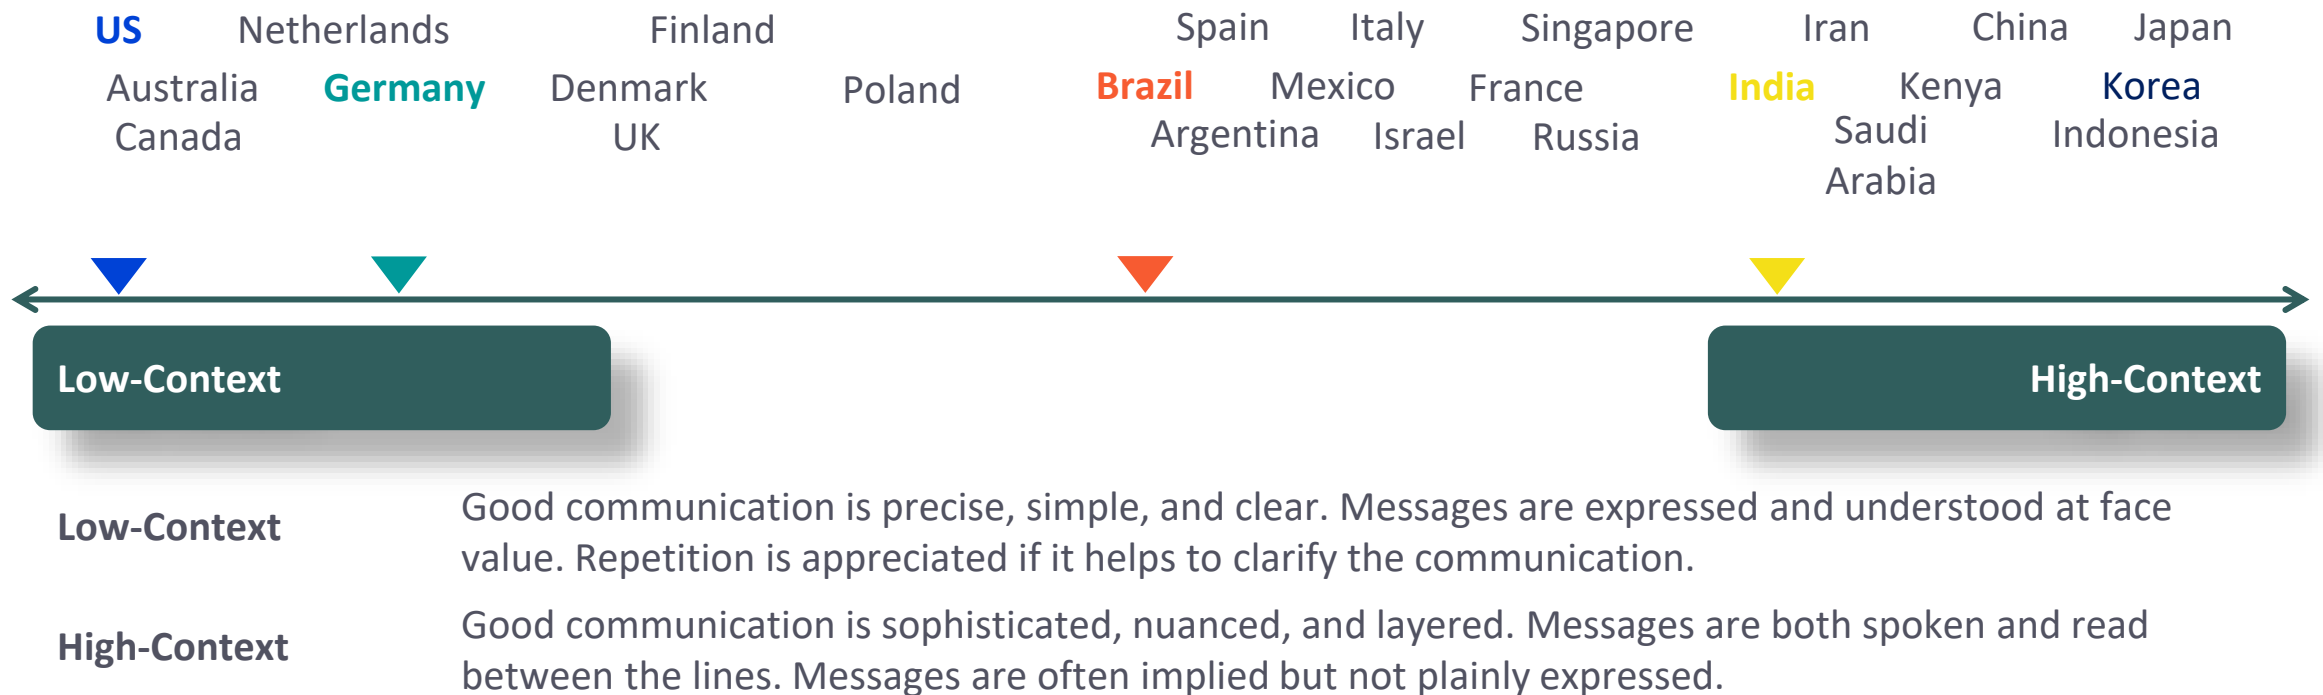 US Netherlands Finland Spain Italy Singapore Iran China Japan
Australia Germany Denmark Poland Brazil Mexico France India Kenya Korea
Canada UK Argentina Israel Russia Saudi Indonesia
Arabia
Low-Context High-Context
Low-Context Good communication is precise, simple, and clear. Messages are expressed and understood at face
value. Repetition is appreciated if it helps to clarify the communication.
High-Context Good communication is sophisticated, nuanced, and layered. Messages are both spoken and read
between the lines. Messages are often implied but not plainly expressed.